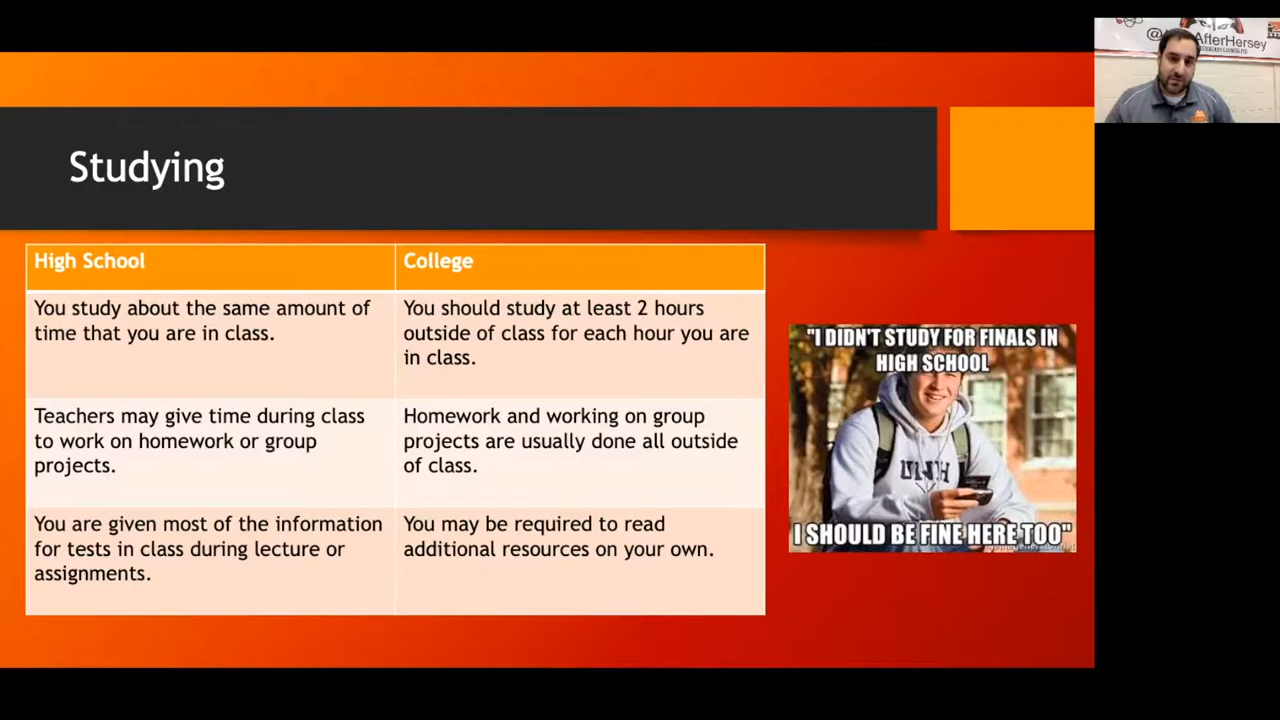 Studying
High School
College
You study about the same amount of
time that you are in class.
You should study at least 2 hours
outside of class for each hour you are
in class.
Teachers may give time during class
to work on homework or group
projects.
Homework and working on group
projects are usually done all outside
of class.
You are given most of the information
for tests in class during lecture or
assignments.
You may be required to read
additional resources on your own.
"I DIDN'T STUDY FOR FINALS IN
HIGH SCHOOL
I SHOULD BE FINE HERE TOO"
AfterHersey